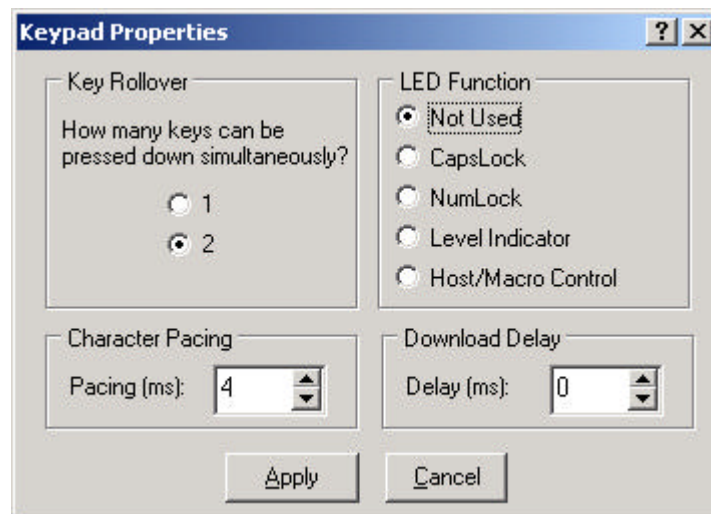 Keypad Properties
Key Rollover
How many keys can be
pressed down simultaneously?
1
2
LED Function
Not Used
CapsLock
NumLock
Level Indicator
Host/Macro Control
Character Pacing
Pacing (ms): 4
Download Delay
Delay (ms): 0
Apply
Cancel